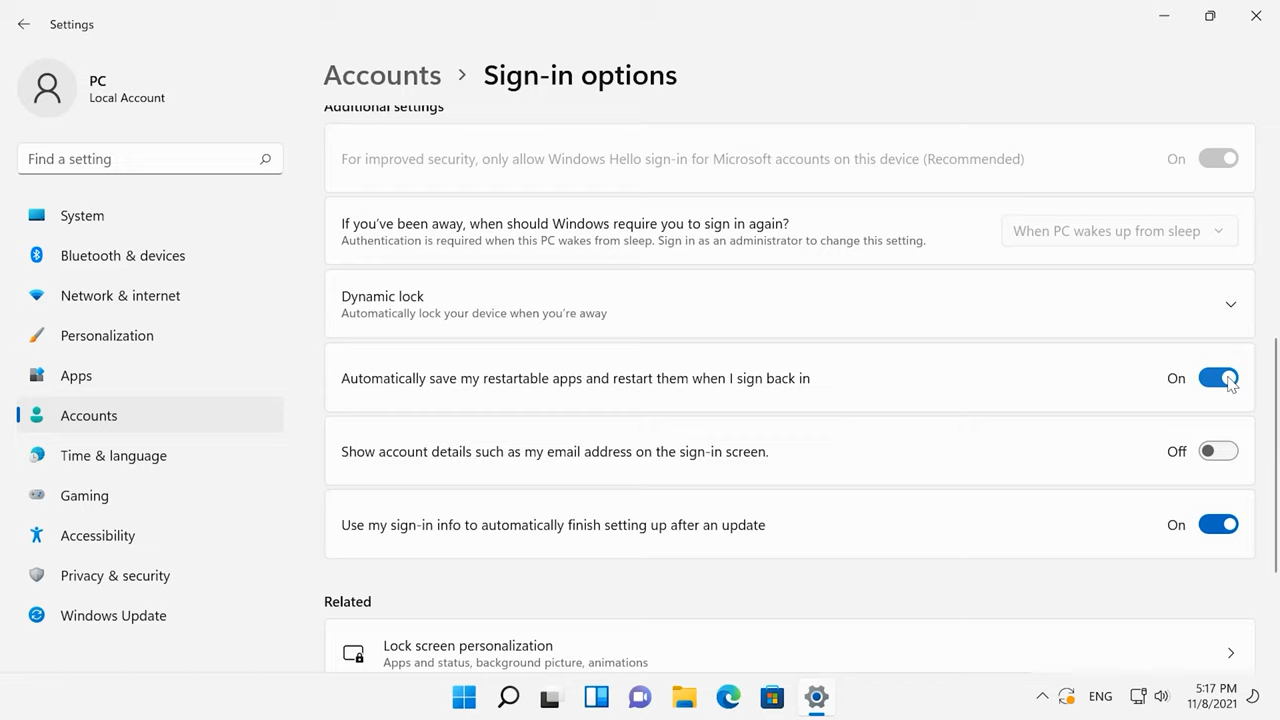 Settings
PC
Local Account
Find a setting
System
Bluetooth & devices
Network & internet
Personalization
Apps
Accounts
Time & language
Gaming
Accessibility
Privacy & security
Windows Update
Accounts > Sign-in options
Additional settings
For improved security, only allow Windows Hello sign-in for Microsoft accounts on this device (Recommended)
On
If you've been away, when should Windows require you to sign in again?
Authentication is required when this PC wakes from sleep. Sign in as an administrator to change this setting.
When PC wakes up from sleep
Dynamic lock
Automatically lock your device when you're away
Automatically save my restartable apps and restart them when I sign back in
On
Show account details such as my email address on the sign-in screen.
Off
Use my sign-in info to automatically finish setting up after an update
On
Related
Lock screen personalization
Apps and status, background picture, animations
ENG
5:17 PM
11/8/2021